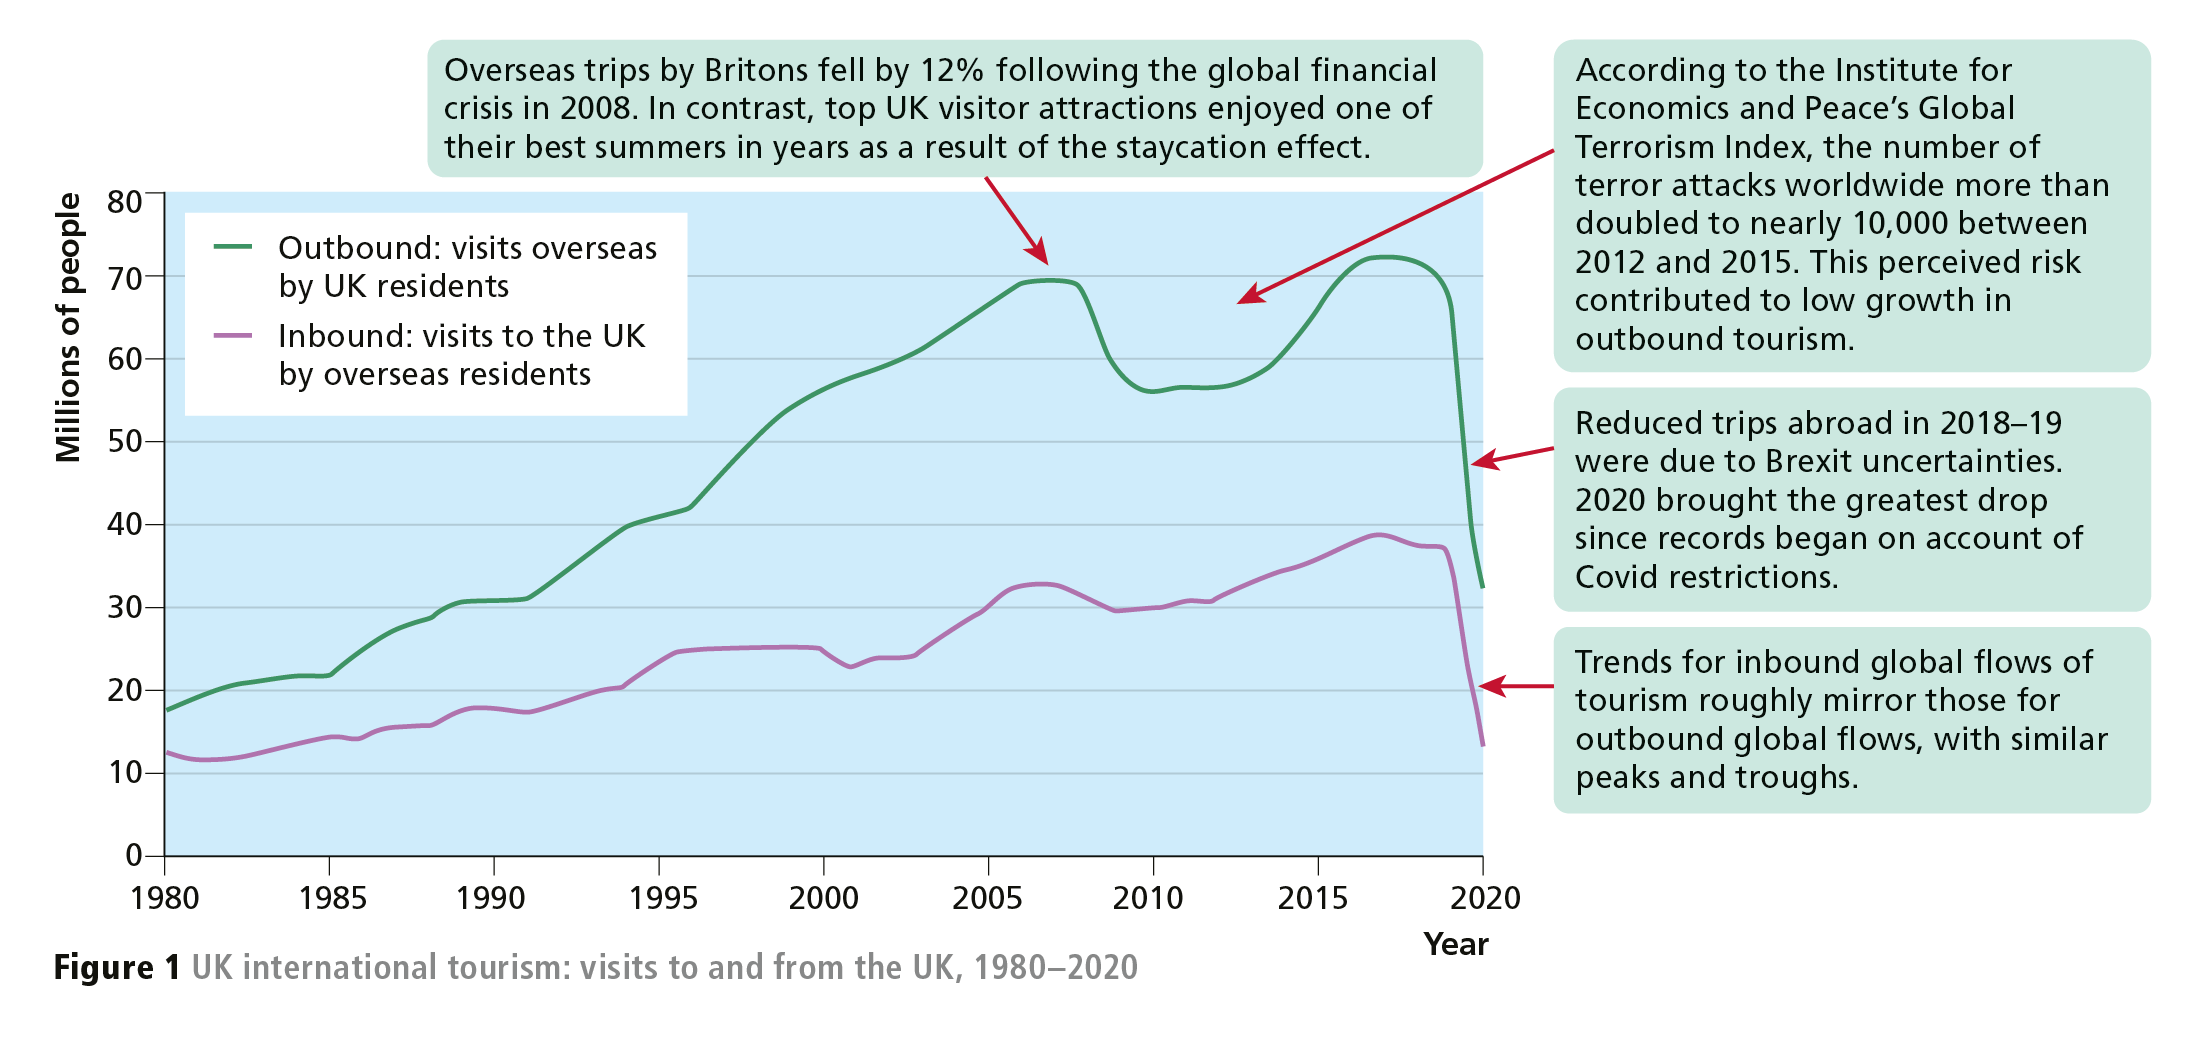 Overseas trips by Britons fell by 12% following the global financial
crisis in 2008. In contrast, top UK visitor attractions enjoyed one of
their best summers in years as a result of the staycation effect.
According to the Institute for
Economics and Peace’s Global
Terrorism Index, the number of
terror attacks worldwide more than
doubled to nearly 10,000 between
2012 and 2015. This perceived risk
contributed to low growth in
outbound tourism.
Reduced trips abroad in 2018–19
were due to Brexit uncertainties.
2020 brought the greatest drop
since records began on account of
Covid restrictions.
Trends for inbound global flows of
tourism roughly mirror those for
outbound global flows, with similar
peaks and troughs.
Millions of people
80
70
60
50
40
30
20
10
0
Outbound: visits overseas
by UK residents
Inbound: visits to the UK
by overseas residents
1980 1985 1990 1995 2000 2005 2010 2015 2020
Year
Figure 1 UK international tourism: visits to and from the UK, 1980–2020